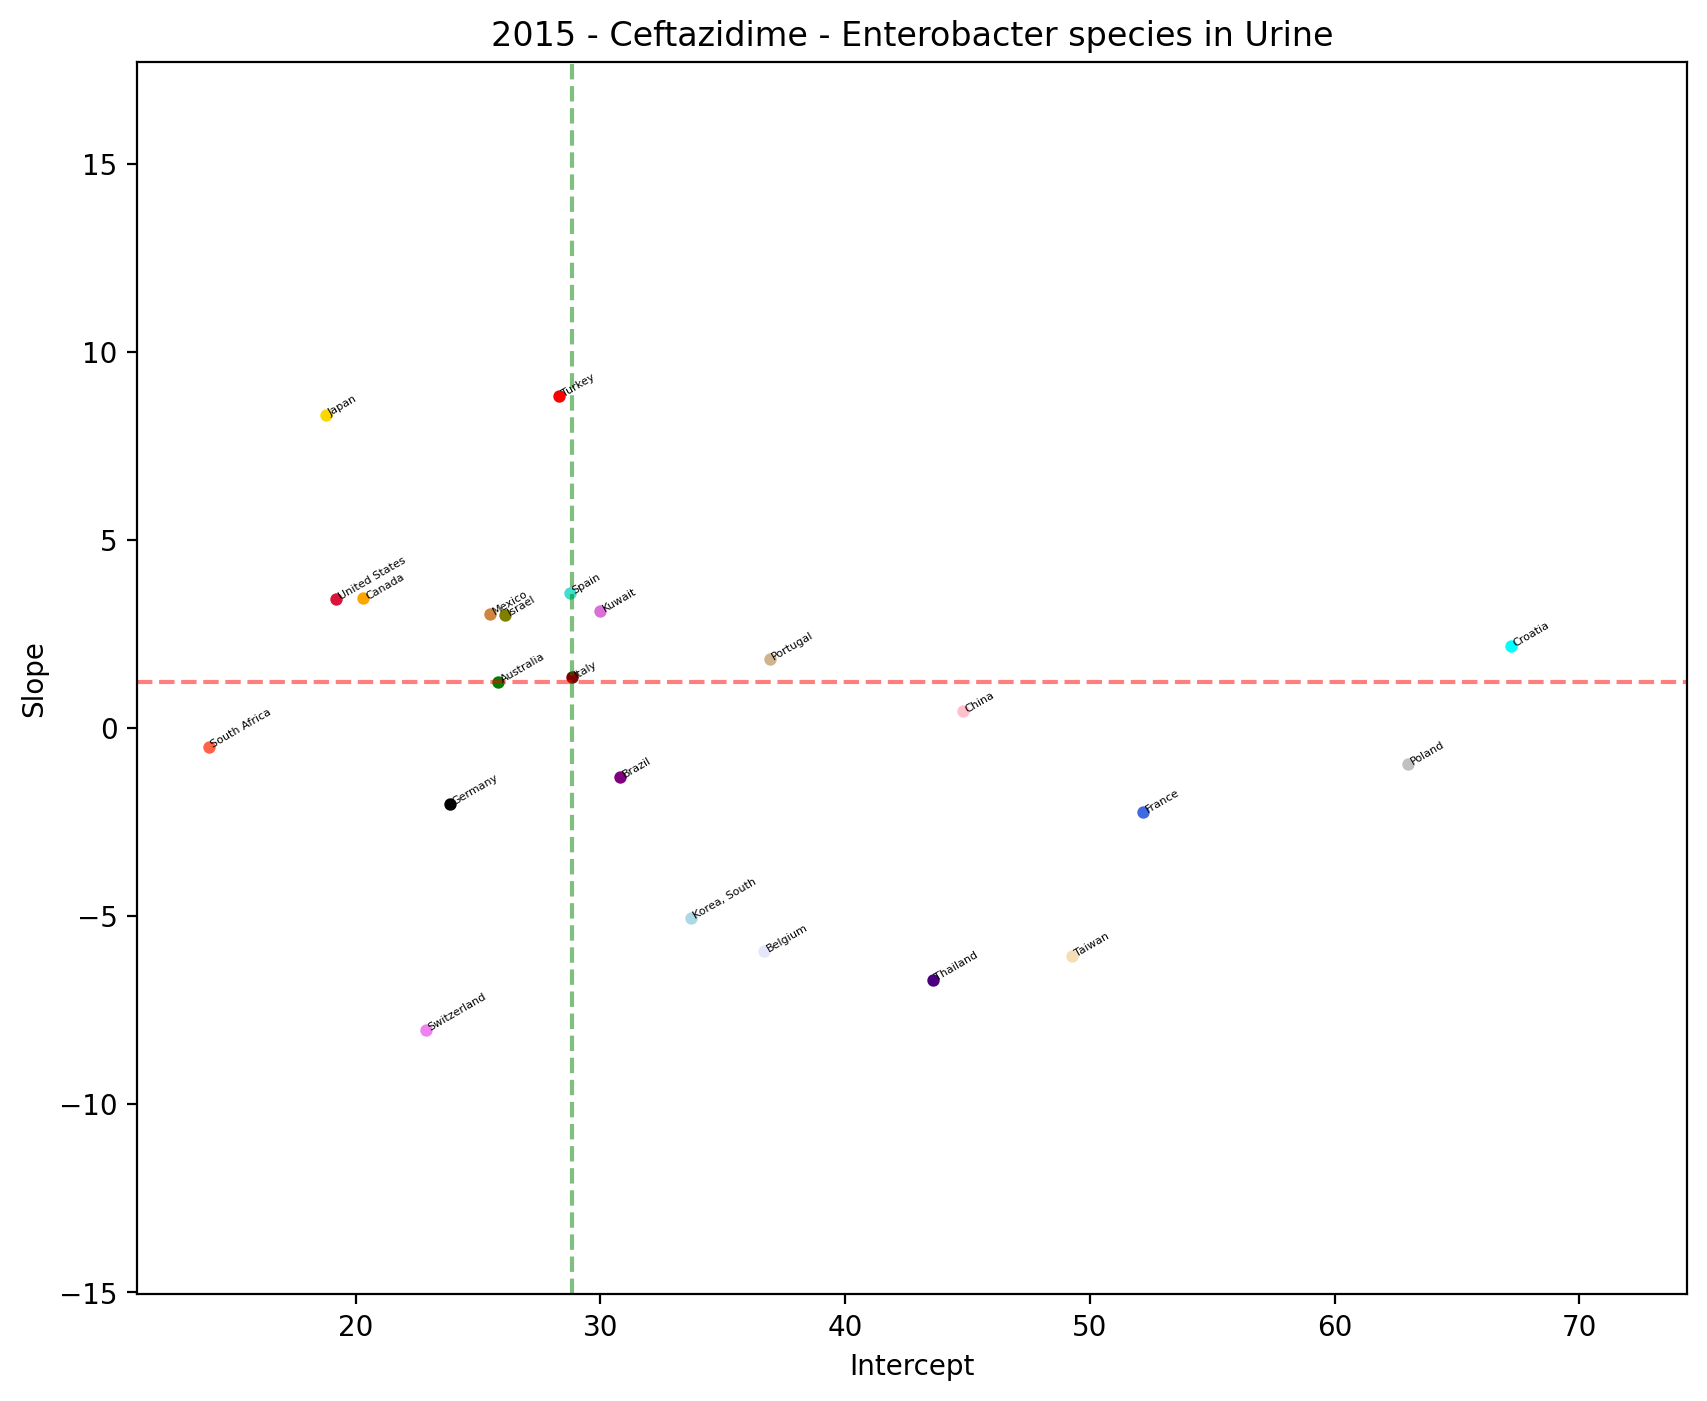 2015 - Ceftazidime - Enterobacter species in Urine
Slope
15
10
5
0
−5
−10
−15
Turkey
Japan
United States
Canada
Spain
Mexico
Israel
Kuwait
Croatia
Portugal
Australia
Italy
China
South Africa
Poland
Brazil
Germany
France
Korea, South
Belgium
Taiwan
Thailand
Switzerland
20
30
40
50
60
70
Intercept